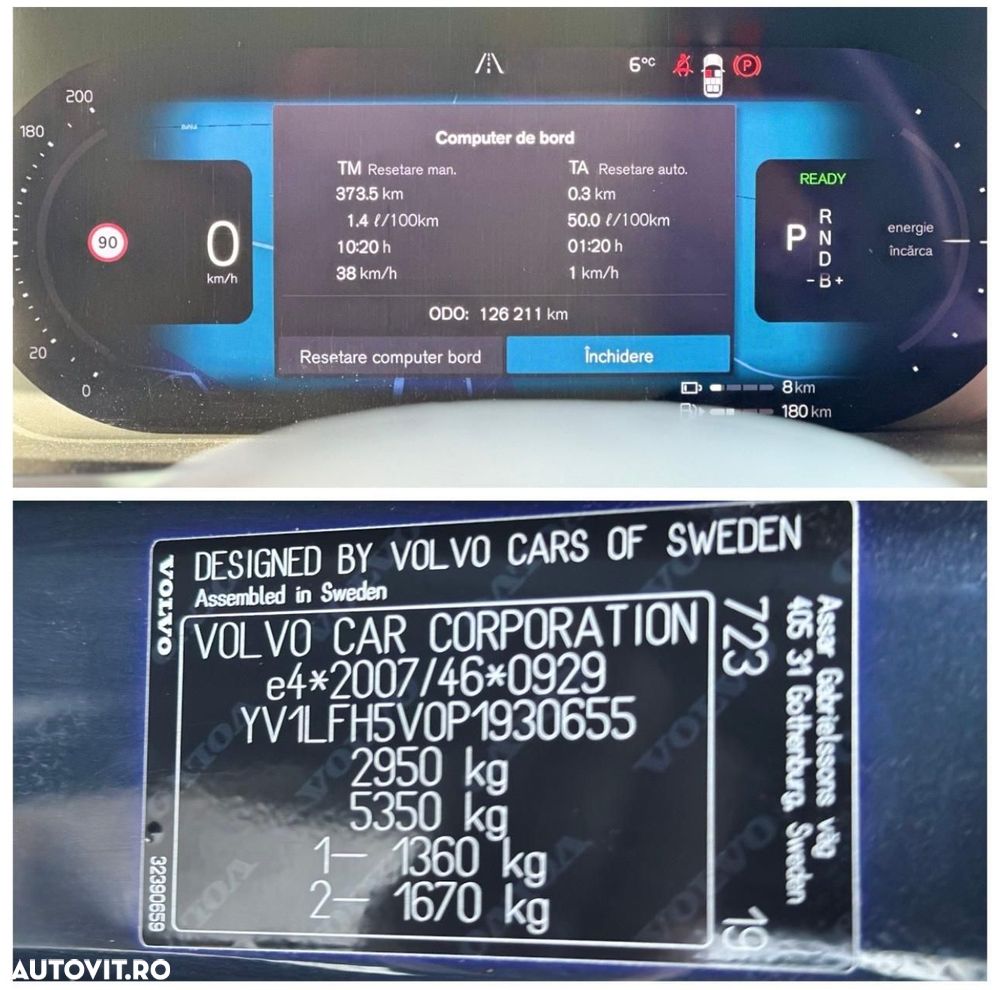 6°C
P
200
180
20
0
90
0
km/h
Computer de bord
TM Resetare man.
373.5 km
1.4 ℓ/100km
10:20 h
38 km/h
TA Resetare auto.
0.3 km
50.0 ℓ/100km
01:20 h
1 km/h
ODO: 126 211 km
Resetare computer bord
Închidere
READY
P
R
N
D
- B +
energie
încărca
8 km
180 km
VOLVO
DESIGNED BY VOLVO CARS OF SWEDEN
Assembled in Sweden
VOLVO CAR CORPORATION
e4*2007/46*0929
YV1LFH5V0P1930655
2950 kg
5350 kg
1– 1360 kg
2– 1670 kg
32390659
723
19
Assar Gabrielssons väg
405 31 Gothenburg, Sweden
AUTOVIT.RO